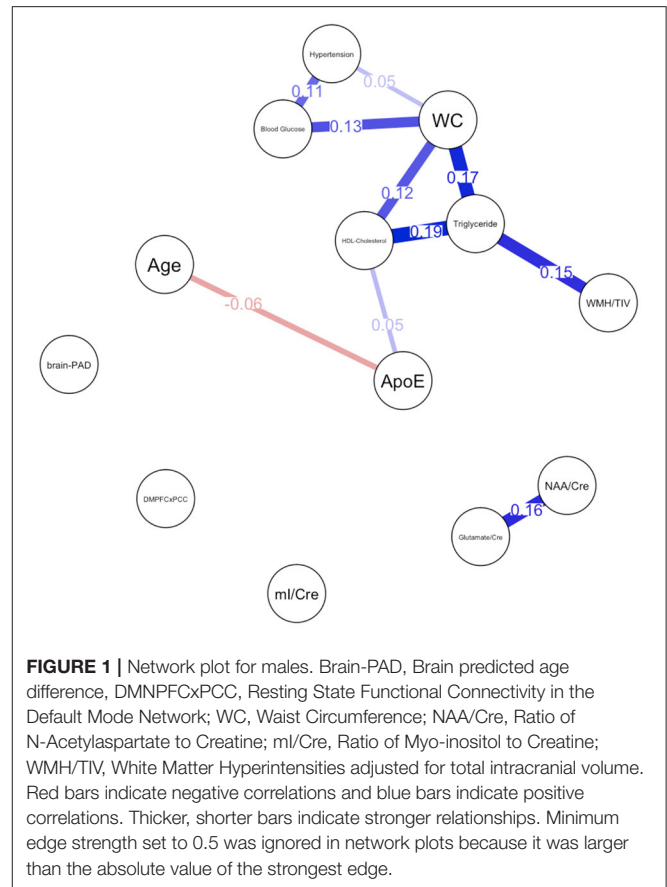 Hypertension
0.05
0.11
WC
Blood Glucose
0.13
0.17
0.12
Triglyceride
HDL-Cholesterol
0.19
Age
0.15
-0.06
WMH/TIV
0.05
brain-PAD
ApoE
NAA/Cre
DMPFCxPCC
0.16
Glutamate/Cre
mI/Cre
FIGURE 1 | Network plot for males. Brain-PAD, Brain predicted age
difference, DMNPFCxPCC, Resting State Functional Connectivity in the
Default Mode Network; WC, Waist Circumference; NAA/Cre, Ratio of
N-Acetylaspartate to Creatine; mI/Cre, Ratio of Myo-inositol to Creatine;
WMH/TIV, White Matter Hyperintensities adjusted for total intracranial volume.
Red bars indicate negative correlations and blue bars indicate positive
correlations. Thicker, shorter bars indicate stronger relationships. Minimum
edge strength set to 0.5 was ignored in network plots because it was larger
than the absolute value of the strongest edge.